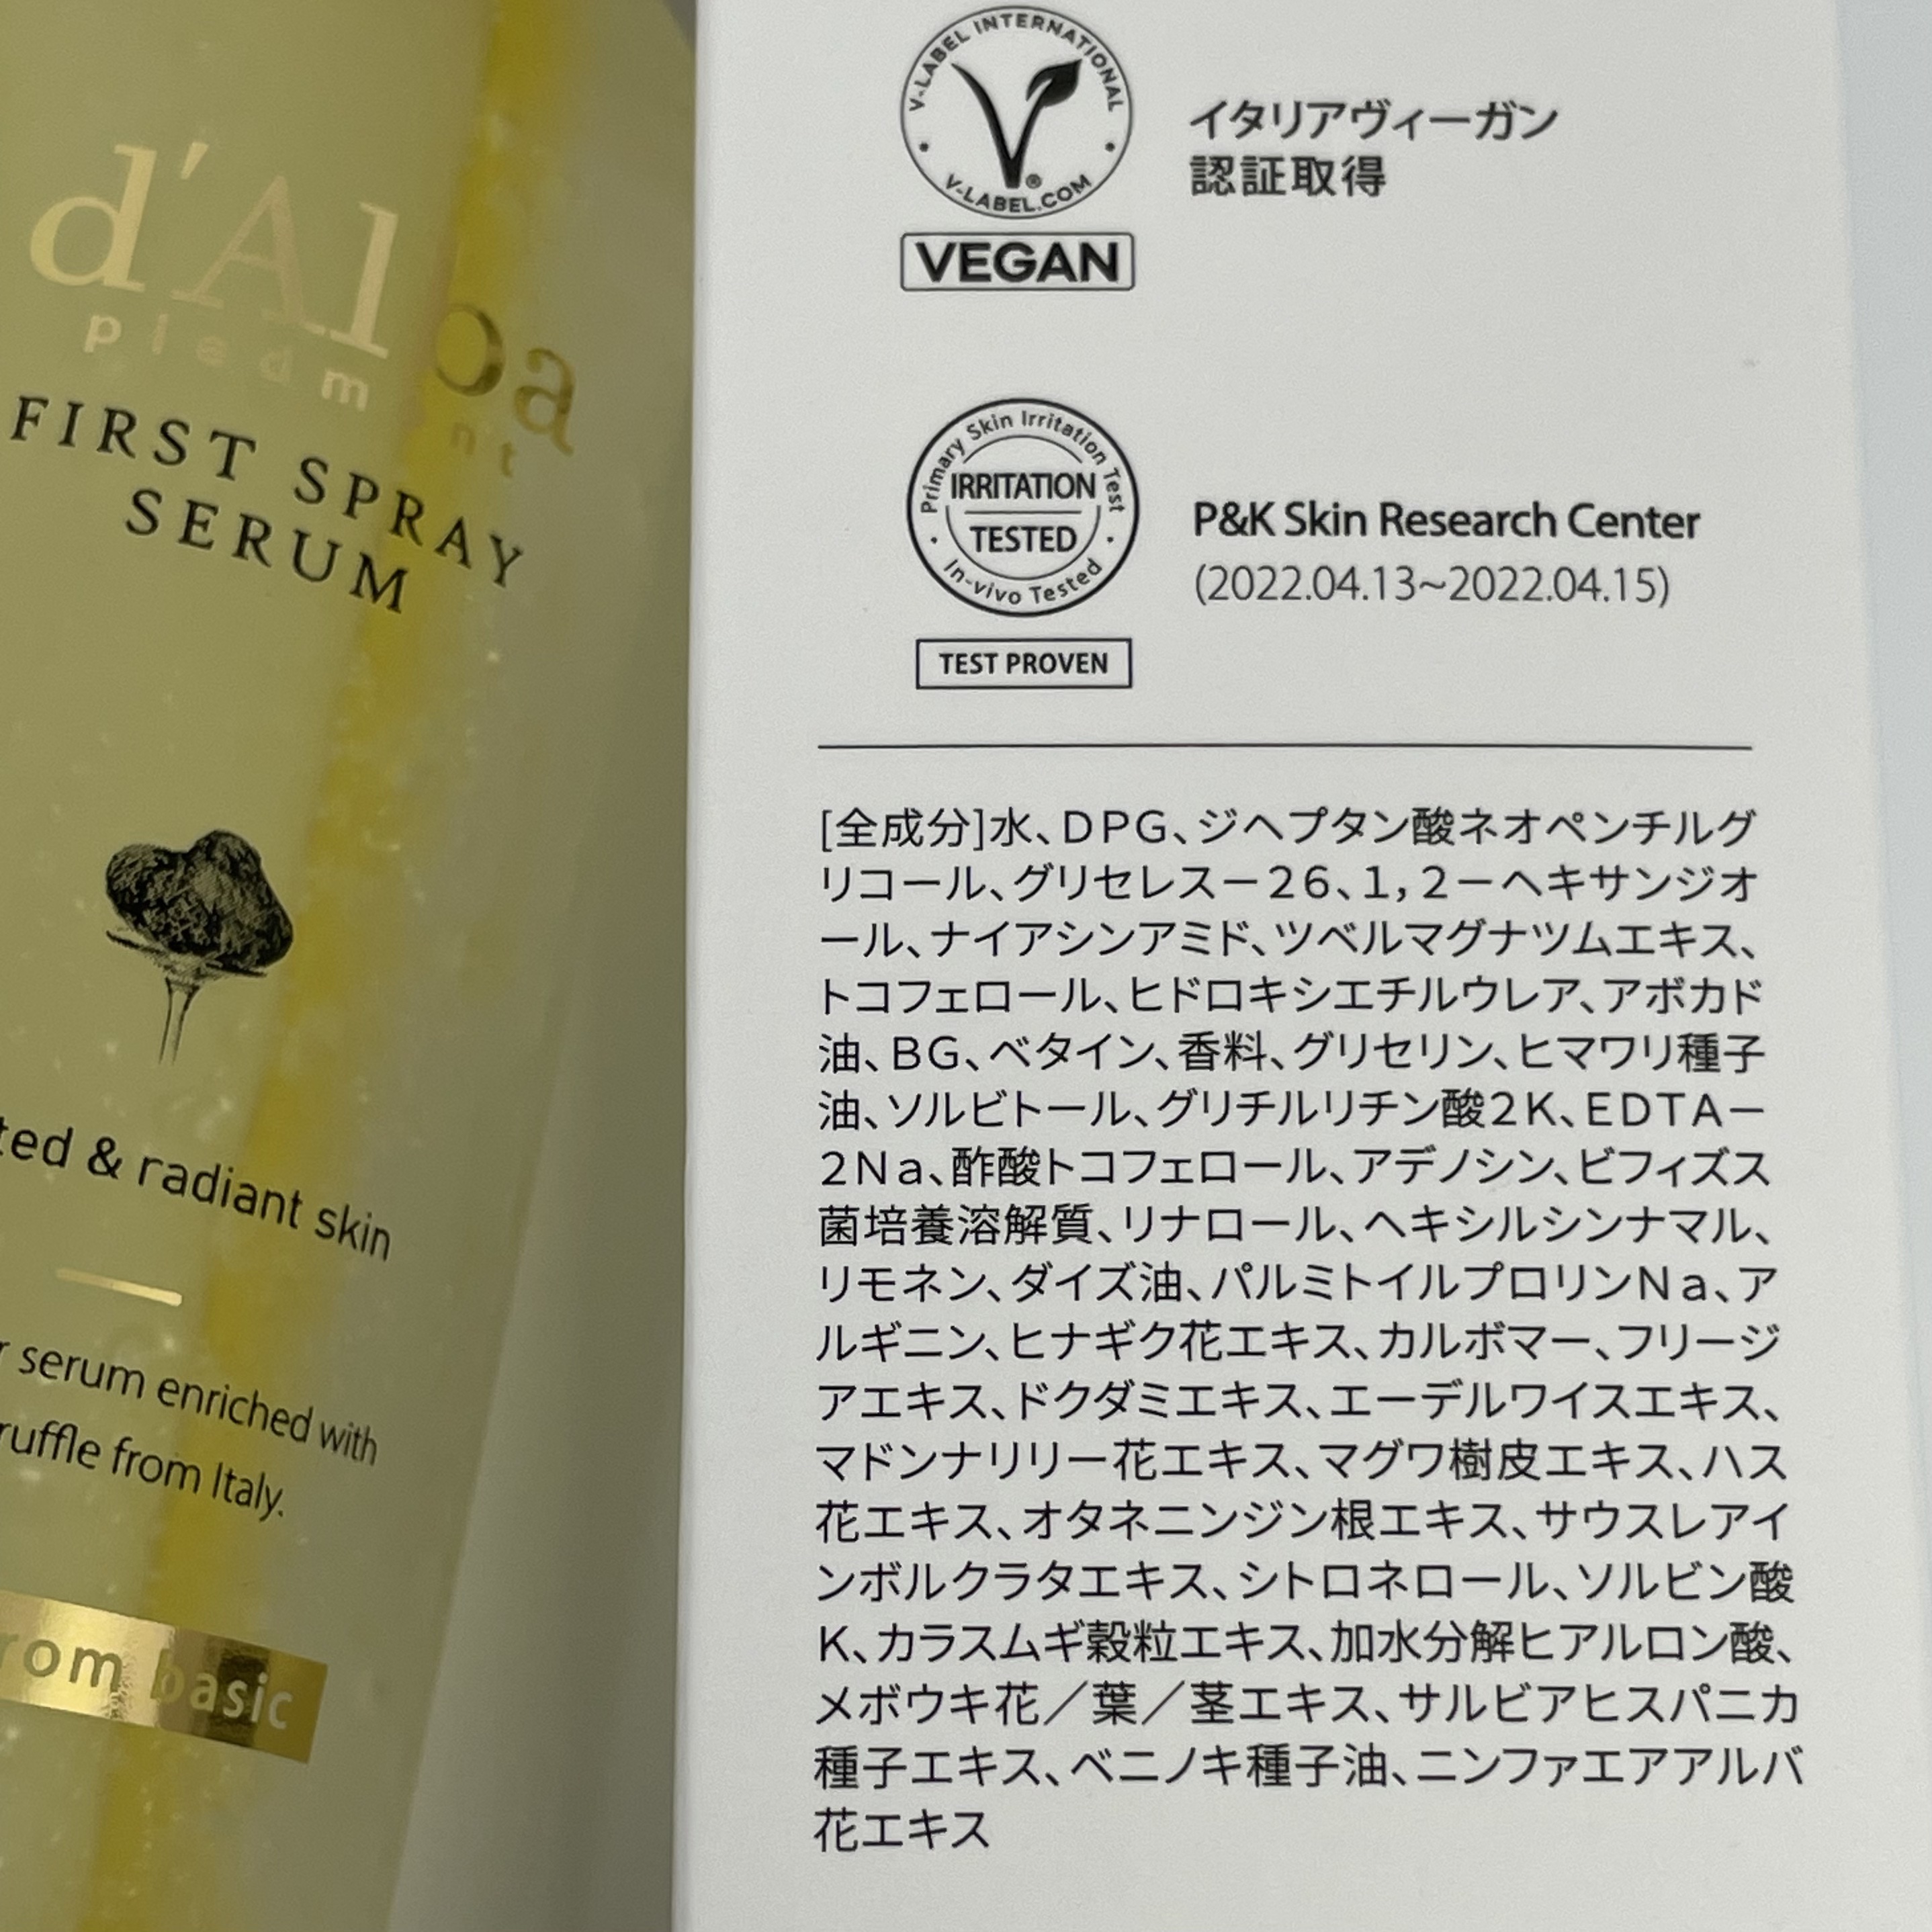 d'Al
oa
piedm
nt
FIRST SPRAY
SERUM
ted & radiant skin
r serum enriched with
ruffle from Italy.
rom basic
V-LABEL INTERNATIONAL
V-LABEL.COM
®
VEGAN
イタリアヴィーガン
認証取得
Primary Skin Irritation Test
IRRITATION
TESTED
In-vivo Tested
TEST PROVEN
P&K Skin Research Center
(2022.04.13~2022.04.15)
[全成分]水、DPG、ジヘプタン酸ネオペンチルグ
リコール、グリセレスー26、1,2ーヘキサンジオ
ール、ナイアシンアミド、ツベルマグナツムエキス、
トコフェロール、ヒドロキシエチルウレア、アボカド
油、BG、ベタイン、香料、グリセリン、ヒマワリ種子
油、ソルビトール、グリチルリチン酸2K、EDTAー
2Na、酢酸トコフェロール、アデノシン、ビフィズス
菌培養溶解質、リナロール、ヘキシルシンナマル、
リモネン、ダイズ油、パルミトイルプロリンNa、ア
ルギニン、ヒナギク花エキス、カルボマー、フリージ
アエキス、ドクダミエキス、エーデルワイスエキス、
マドンナリリー花エキス、マグワ樹皮エキス、ハス
花エキス、オタネニンジン根エキス、サウスレアイ
ンボルクラタエキス、シトロネロール、ソルビン酸
K、カラスムギ穀粒エキス、加水分解ヒアルロン酸、
メボウキ花/葉/茎エキス、サルビアヒスパニカ
種子エキス、ベニノキ種子油、ニンファエアアルバ
花エキス